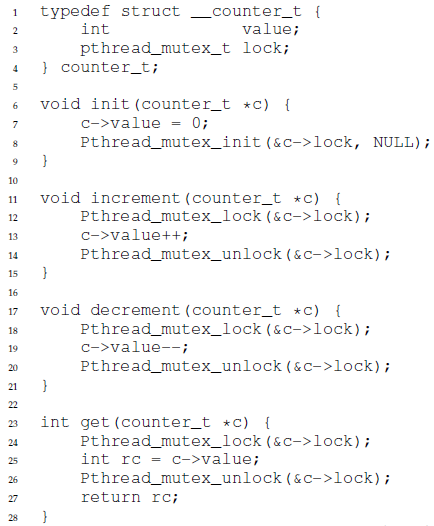 1 typedef struct __counter_t {
2 int value;
3 pthread_mutex_t lock;
4 } counter_t;
5
6 void init(counter_t *c) {
7 c->value = 0;
8 Pthread_mutex_init(&c->lock, NULL);
9 }
10
11 void increment(counter_t *c) {
12 Pthread_mutex_lock(&c->lock);
13 c->value++;
14 Pthread_mutex_unlock(&c->lock);
15 }
16
17 void decrement(counter_t *c) {
18 Pthread_mutex_lock(&c->lock);
19 c->value--;
20 Pthread_mutex_unlock(&c->lock);
21 }
22
23 int get(counter_t *c) {
24 Pthread_mutex_lock(&c->lock);
25 int rc = c->value;
26 Pthread_mutex_unlock(&c->lock);
27 return rc;
28 }